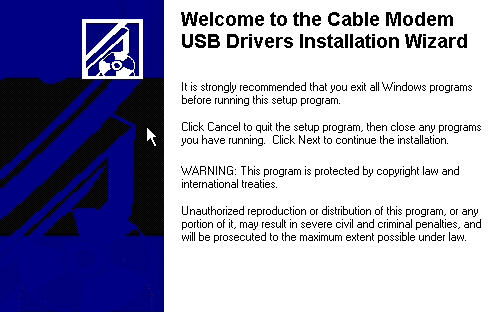 Welcome to the Cable Modem
USB Drivers Installation Wizard
It is strongly recommended that you exit all Windows programs
before running this setup program.
Click Cancel to quit the setup program, then close any programs
you have running. Click Next to continue the installation.
WARNING: This program is protected by copyright law and
international treaties.
Unauthorized reproduction or distribution of this program, or any
portion of it, may result in severe civil and criminal penalties, and
will be prosecuted to the maximum extent possible under law.